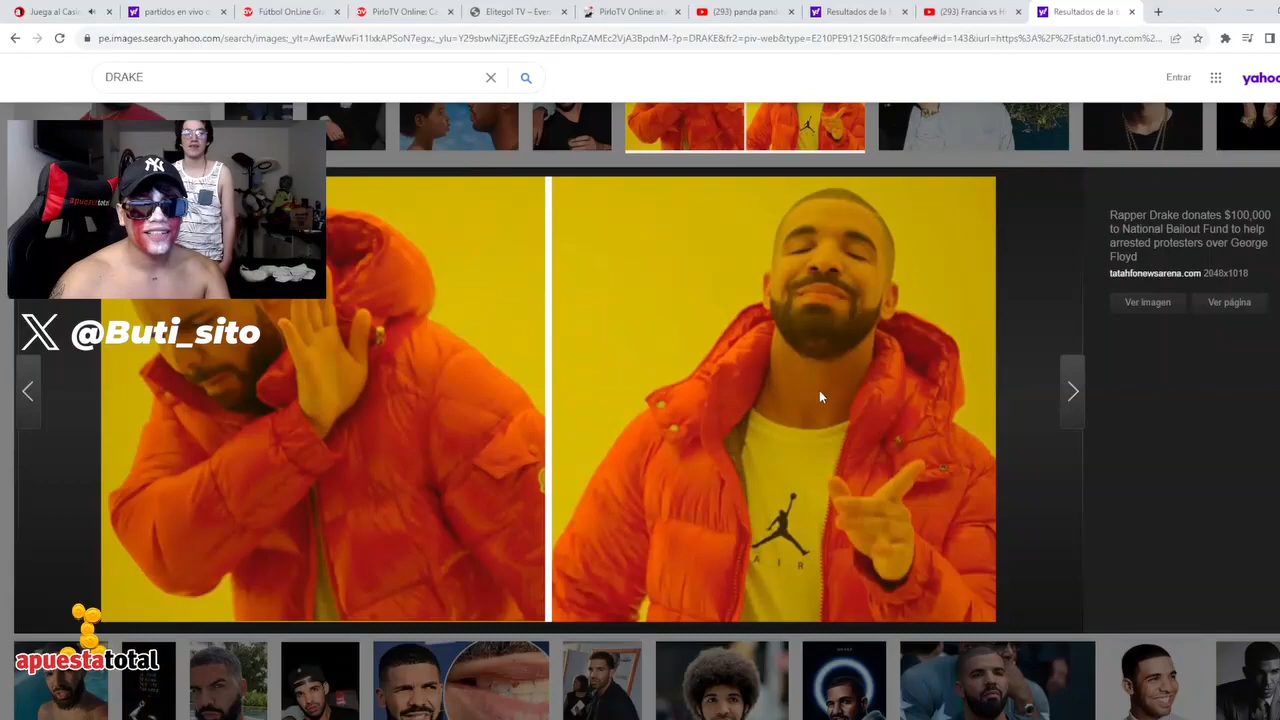 Juega al Casi
partidos en vivo o
Fútbol OnLine Gra
PirloTV Online: Ca
Elitegol TV – Even
PirloTV Online: at
(293) panda pand
Resultados de la b
(293) Francia vs H
Resultados de la b
pe.images.search.yahoo.com/search/images;_ylt=AwrEaWwFi11lxkAPSoN7egx.;_ylu=Y29sbwNiZjEEcG9zAzEEdnRpZAMEc2VjA3BpdnM-?p=DRAKE&fr2=piv-web&type=E210PE91215G0&fr=mcafee#id=143&iurl=https%3A%2F%2Fstatic01.nyt.com%2...
DRAKE
Entrar
yahoo
apuestatotal
Rapper Drake donates $100,000
to National Bailout Fund to help
arrested protesters over George
Floyd
tatahfonewsarena.com 2048x1018
Ver imagen
Ver página
X @Buti_sito
AIR
apuestatotal